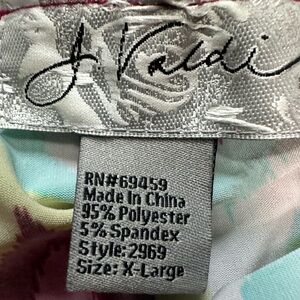 J Valdi
RN#69459
Made In China
95% Polyester
5% Spandex
Style:2969
Size: X-Large